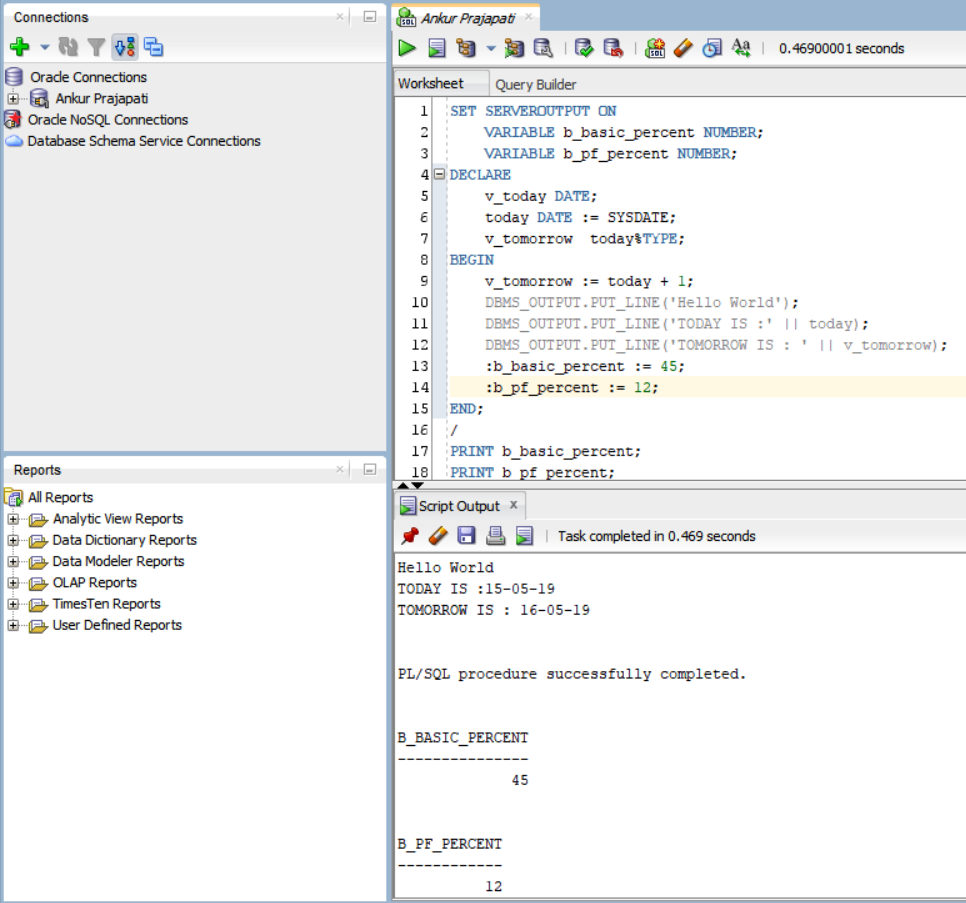 Connections
Oracle Connections
Ankur Prajapati
Oracle NoSQL Connections
Database Schema Service Connections
Reports
All Reports
Analytic View Reports
Data Dictionary Reports
Data Modeler Reports
OLAP Reports
TimesTen Reports
User Defined Reports
Ankur Prajapati
SQL
0.46900001 seconds
Worksheet
Query Builder
1 SET SERVEROUTPUT ON
2 VARIABLE b_basic_percent NUMBER;
3 VARIABLE b_pf_percent NUMBER;
4 DECLARE
5 v_today DATE;
6 today DATE := SYSDATE;
7 v_tomorrow today%TYPE;
8 BEGIN
9 v_tomorrow := today + 1;
10 DBMS_OUTPUT.PUT_LINE('Hello World');
11 DBMS_OUTPUT.PUT_LINE('TODAY IS :' || today);
12 DBMS_OUTPUT.PUT_LINE('TOMORROW IS : ' || v_tomorrow);
13 :b_basic_percent := 45;
14 :b_pf_percent := 12;
15 END;
16 /
17 PRINT b_basic_percent;
18 PRINT b_pf_percent;
Script Output
Task completed in 0.469 seconds
Hello World
TODAY IS :15-05-19
TOMORROW IS : 16-05-19
PL/SQL procedure successfully completed.
B_BASIC_PERCENT
---------------
45
B_PF_PERCENT
------------
12